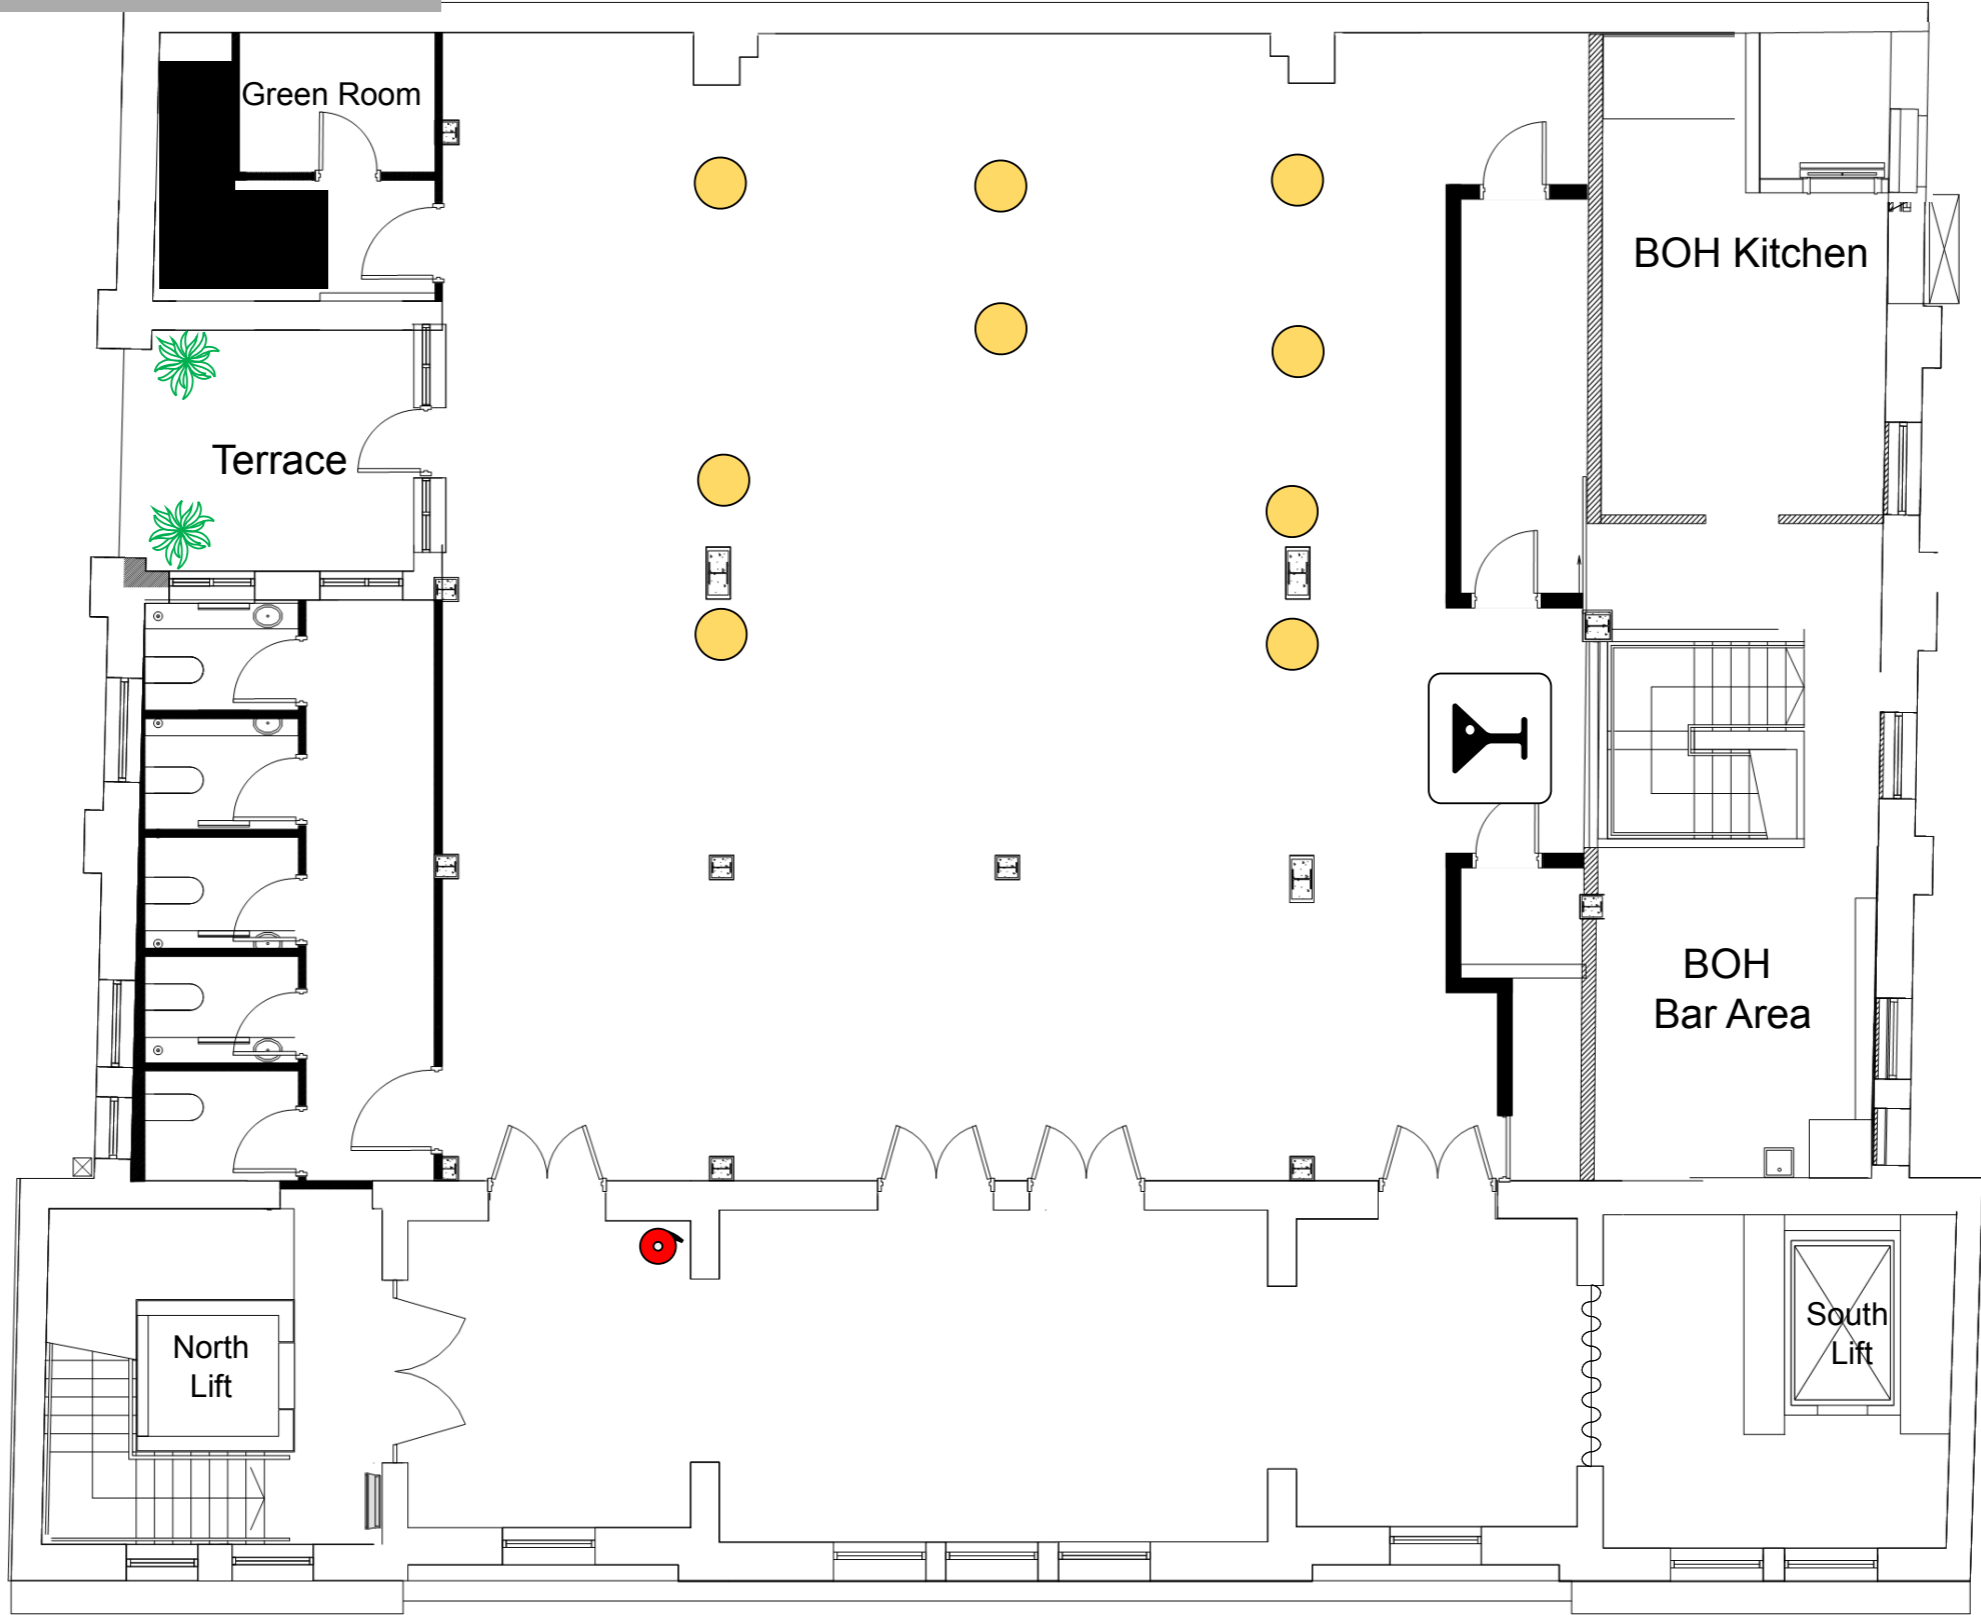 Green Room
BOH Kitchen
Terrace
BOH
Bar Area
North
Lift
South
Lift